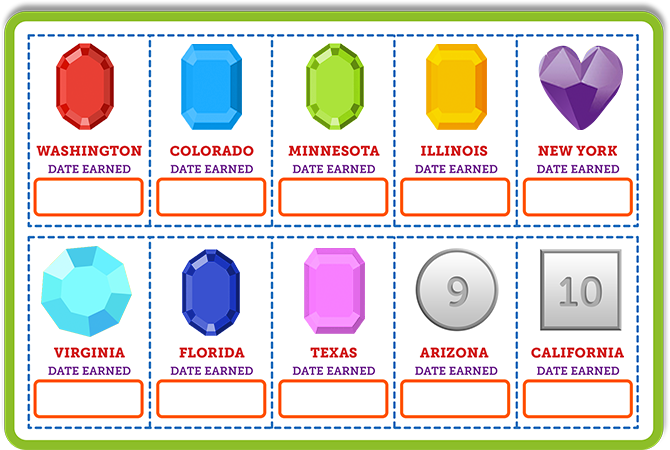 WASHINGTON COLORADO MINNESOTA ILLINOIS NEW YORK
DATE EARNED DATE EARNED DATE EARNED DATE EARNED DATE EARNED
9 10
VIRGINIA FLORIDA TEXAS ARIZONA CALIFORNIA
DATE EARNED DATE EARNED DATE EARNED DATE EARNED DATE EARNED